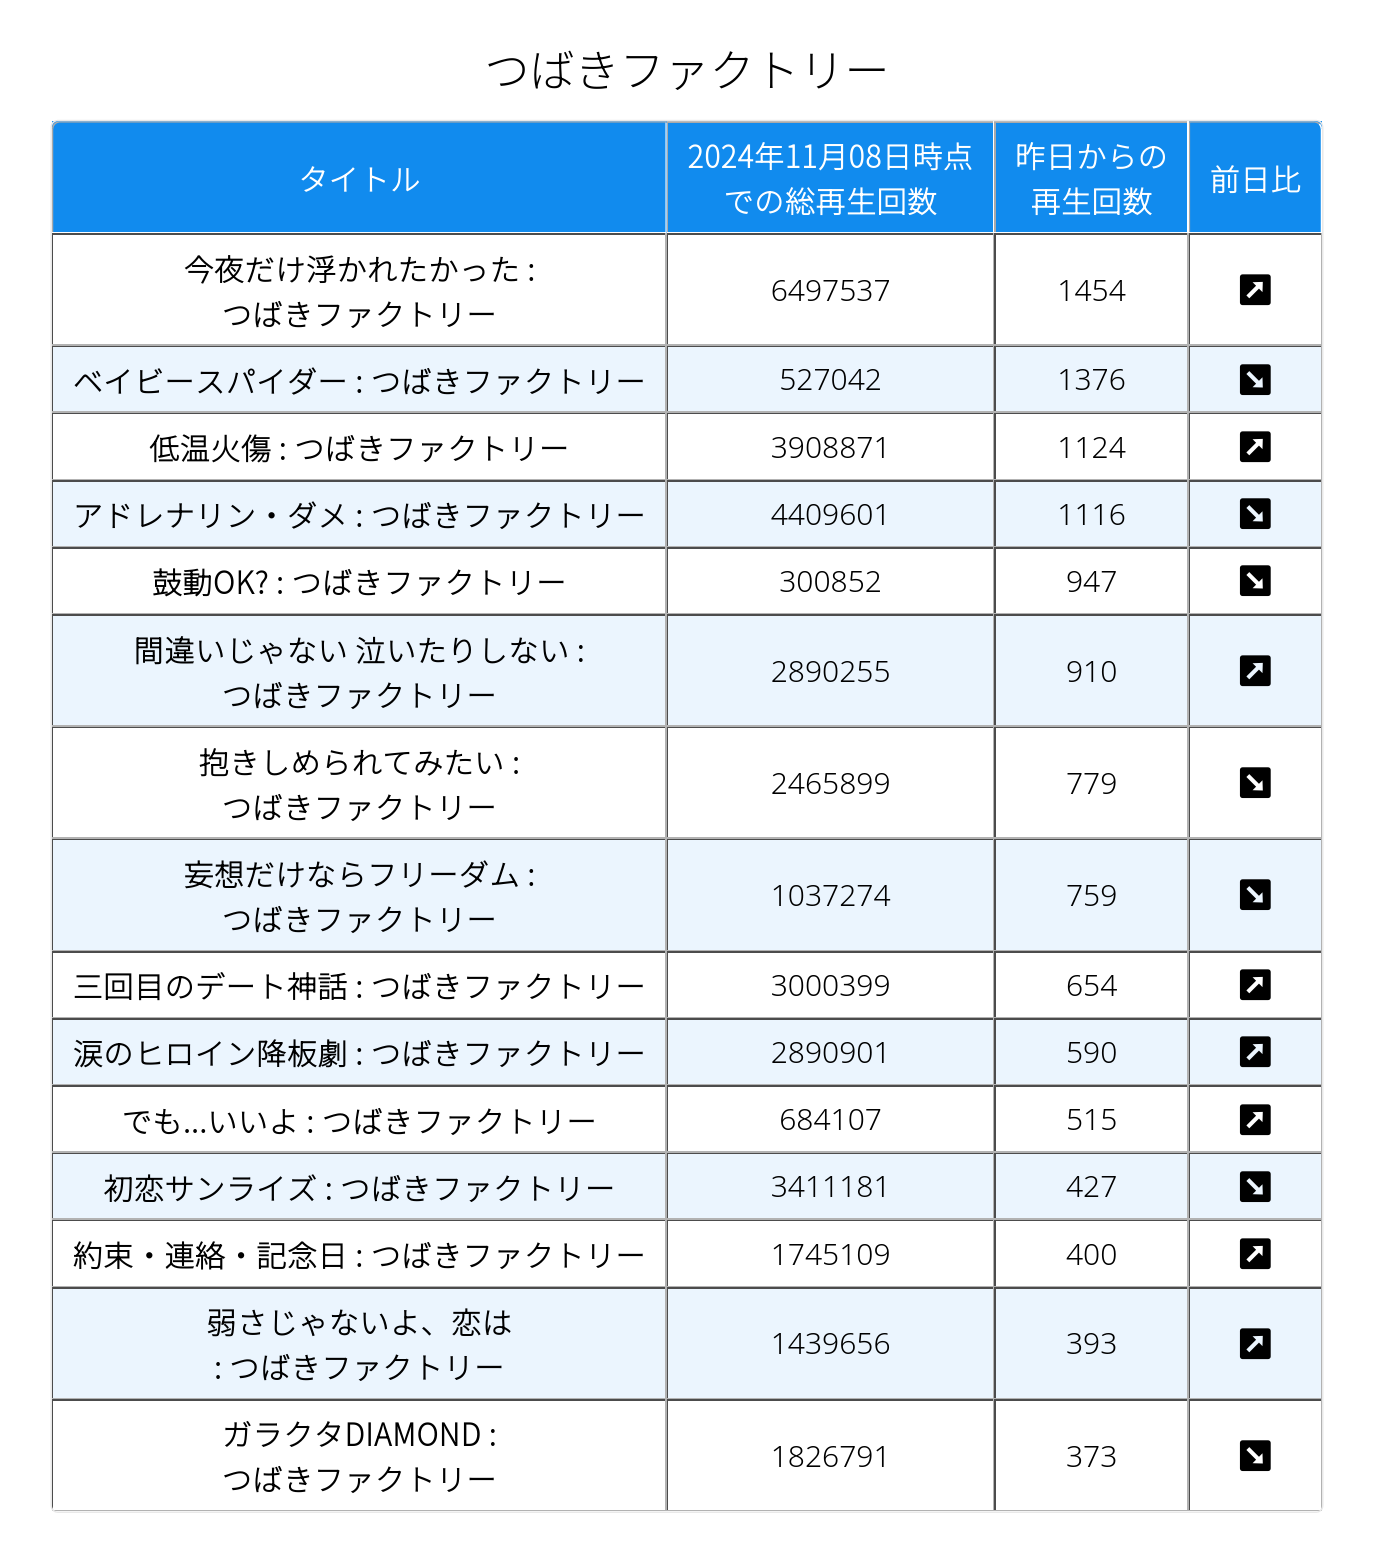 つばきファクトリー
タイトル
2024年11月08日時点
での総再生回数
昨日からの
再生回数
前日比
今夜だけ浮かれたかった :
つばきファクトリー
6497537
1454
ベイビースパイダー : つばきファクトリー
527042
1376
低温火傷 : つばきファクトリー
3908871
1124
アドレナリン・ダメ : つばきファクトリー
4409601
1116
鼓動OK? : つばきファクトリー
300852
947
間違いじゃない 泣いたりしない :
つばきファクトリー
2890255
910
抱きしめられてみたい :
つばきファクトリー
2465899
779
妄想だけならフリーダム :
つばきファクトリー
1037274
759
三回目のデート神話 : つばきファクトリー
3000399
654
涙のヒロイン降板劇 : つばきファクトリー
2890901
590
でも...いいよ : つばきファクトリー
684107
515
初恋サンライズ : つばきファクトリー
3411181
427
約束・連絡・記念日 : つばきファクトリー
1745109
400
弱さじゃないよ、恋は
: つばきファクトリー
1439656
393
ガラクタDIAMOND :
つばきファクトリー
1826791
373